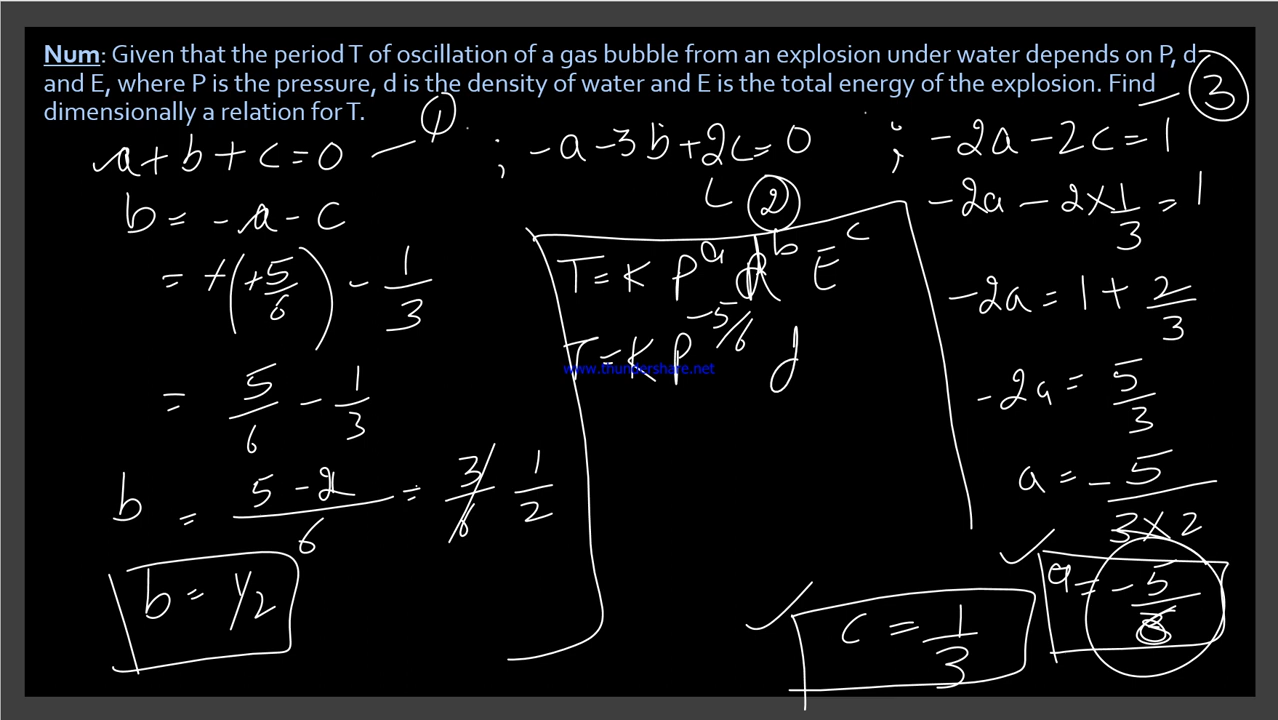 Num: Given that the period T of oscillation of a gas bubble from an explosion under water depends on P, d
and E, where P is the pressure, d is the density of water and E is the total energy of the explosion. Find
dimensionally a relation for T.
a + b + c = 0 — ①
; -a - 3b + 2c = 0
②
; -2a - 2c = 1 — ③
b = -a - c
= +(+5/6) - 1/3
= 5/6 - 1/3
b = 5 - 2/6 = 3/6 1/2
b = 1/2
T = K P^a d^b E^c
T = K P^-5/6 d
www.thundershare.net
-2a - 2 × 1/3 = 1
-2a = 1 + 2/3
-2a = 5/3
a = -5/3×2
a = -5/6
c = 1/3